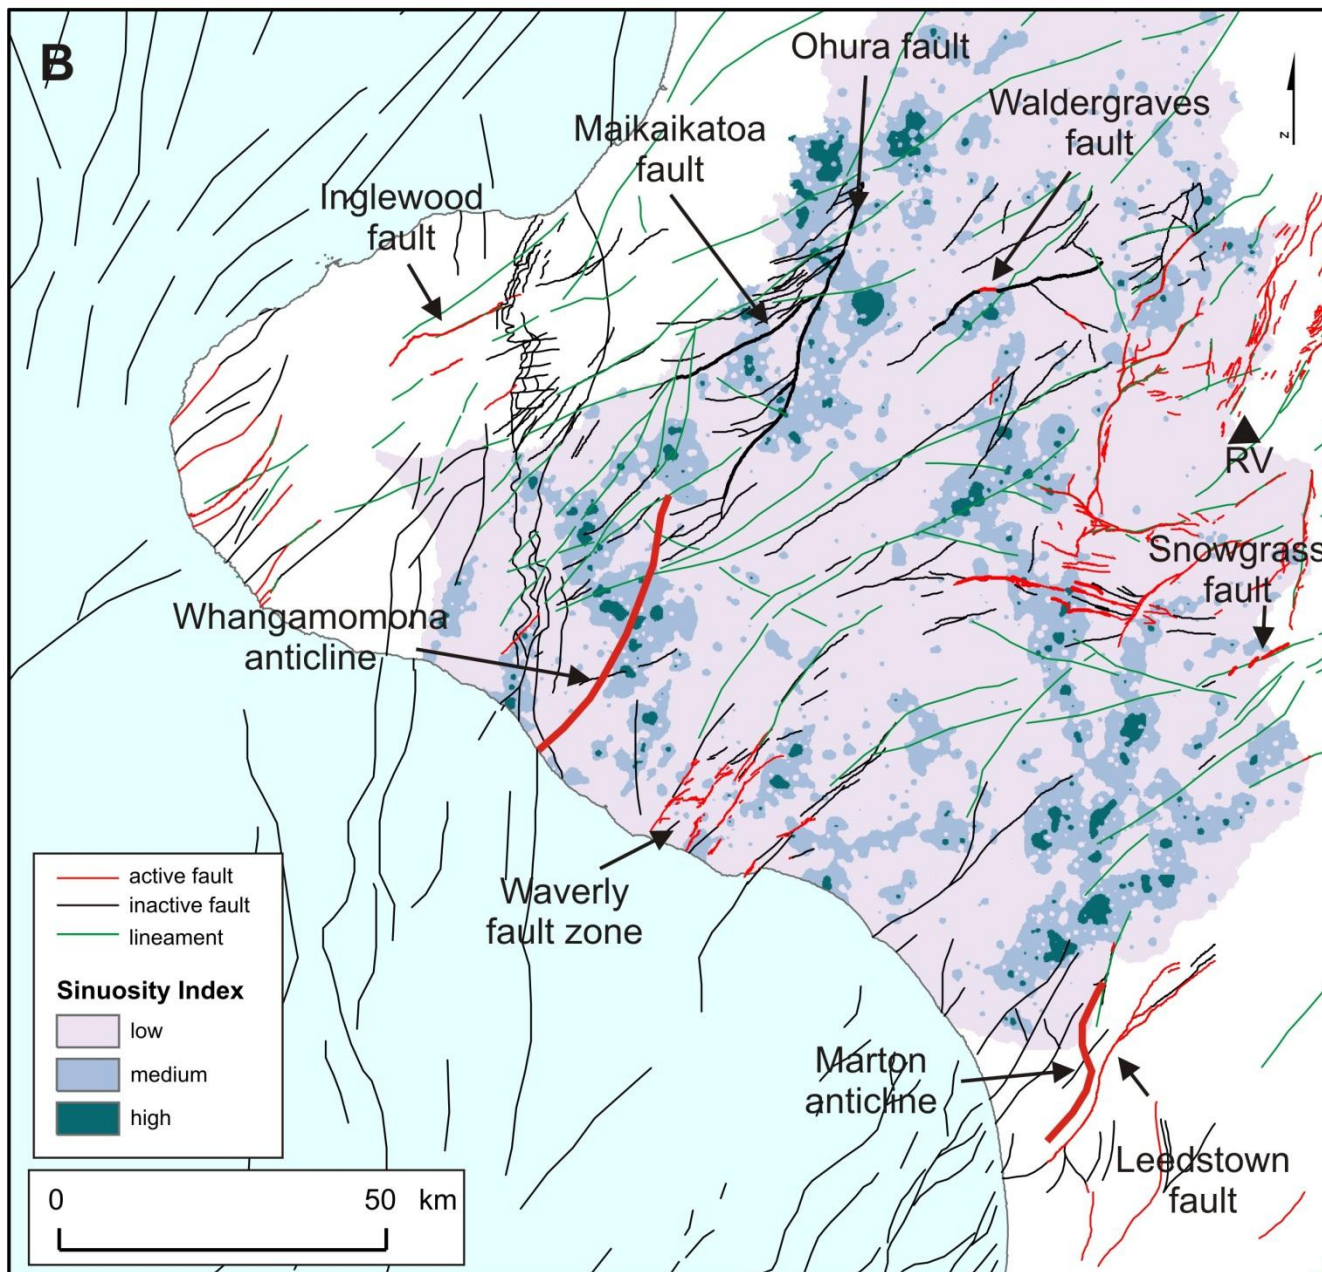 B
Ohura fault
Waldergraves
fault
Maikaikatoa
fault
Inglewood
fault
z
RV
Snowgrass
fault
Whangamomona
anticline
Waverly
fault zone
Marton
anticline
Leedstown
fault
active fault
inactive fault
lineament
Sinuosity Index
low
medium
high
0 50 km